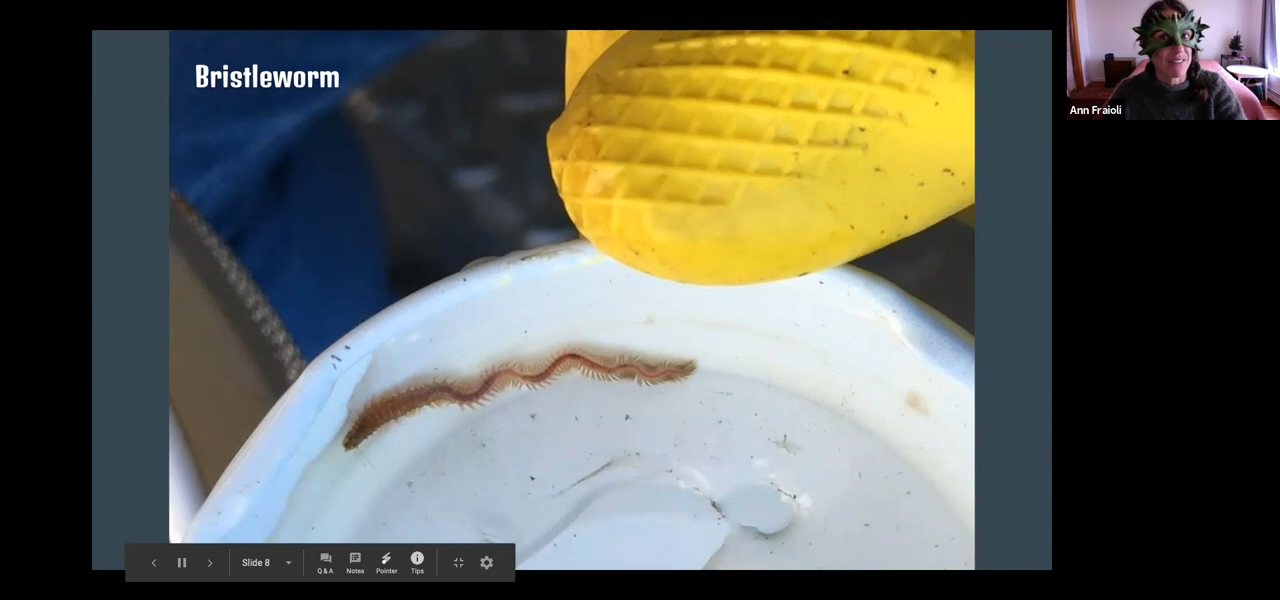 Bristleworm
Ann Fraioli
Slide 8
Q & A
Notes
Pointer
Tips